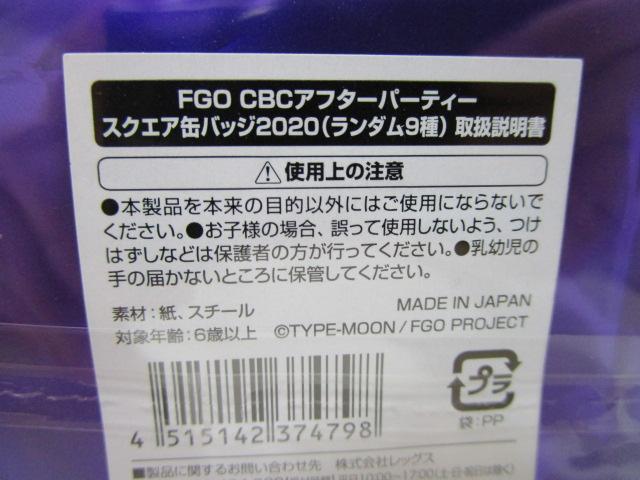 FGO CBCアフターパーティー
スクエア缶バッジ2020(ランダム9種) 取扱説明書
使用上の注意
●本製品を本来の目的以外にはご使用にならないで
ください。●お子様の場合、誤って使用しないよう、つけ
はずしなどは保護者の方が行ってください。●乳幼児の
手の届かないところに保管してください。
素材:紙、スチール MADE IN JAPAN
対象年齢:6歳以上 ©TYPE-MOON / FGO PROJECT
プラ
袋:PP
4 515142 374798
■製品に関するお問い合わせ先 株式会社レッグス